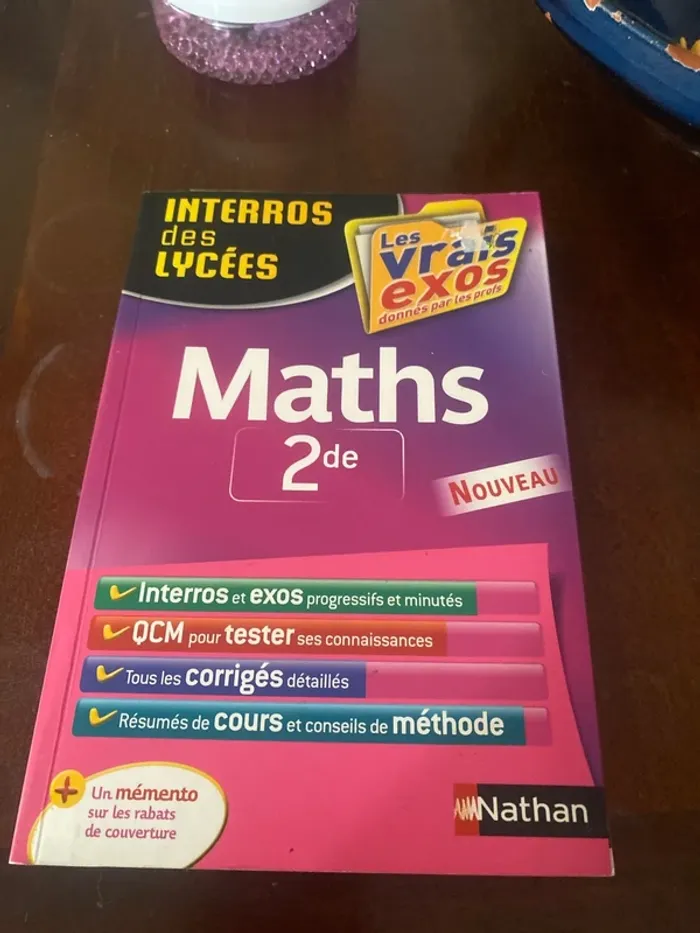 INTERROS
des
LYCÉES
Les
vrais
exos
donnés par les profs
Maths
2de
NOUVEAU
Interros et exos progressifs et minutés
QCM pour tester ses connaissances
Tous les corrigés détaillés
Résumés de cours et conseils de méthode
+ Un mémento
sur les rabats
de couverture
Nathan